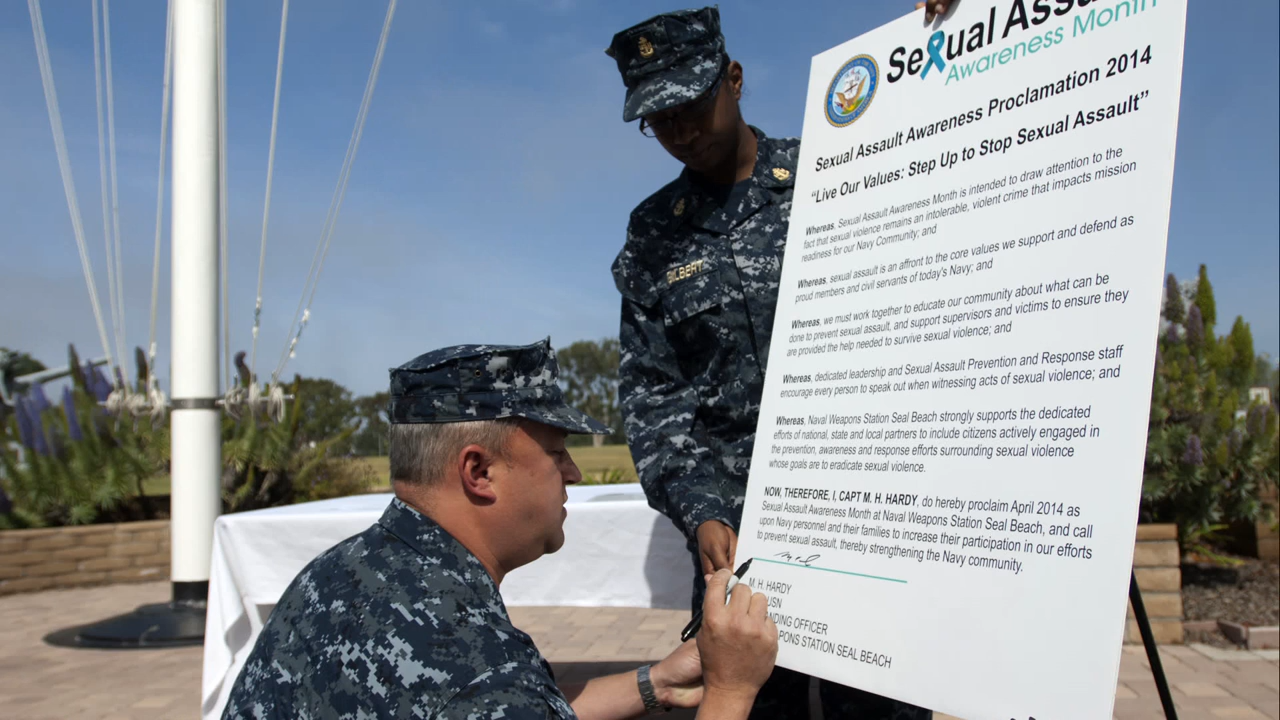 Sexual Assau
Awareness Month
Sexual Assault Awareness Proclamation 2014
“Live Our Values: Step Up to Stop Sexual Assault”
Whereas, Sexual Assault Awareness Month is intended to draw attention to the
fact that sexual violence remains an intolerable, violent crime that impacts mission
readiness for our Navy Community; and
Whereas, sexual assault is an affront to the core values we support and defend as
proud members and civil servants of today’s Navy; and
Whereas, we must work together to educate our community about what can be
done to prevent sexual assault, and support supervisors and victims to ensure they
are provided the help needed to survive sexual violence; and
Whereas, dedicated leadership and Sexual Assault Prevention and Response staff
encourage every person to speak out when witnessing acts of sexual violence; and
Whereas, Naval Weapons Station Seal Beach strongly supports the dedicated
efforts of national, state and local partners to include citizens actively engaged in
the prevention, awareness and response efforts surrounding sexual violence
whose goals are to eradicate sexual violence.
NOW, THEREFORE, I, CAPT M. H. HARDY, do hereby proclaim April 2014 as
Sexual Assault Awareness Month at Naval Weapons Station Seal Beach, and call
upon Navy personnel and their families to increase their participation in our efforts
to prevent sexual assault, thereby strengthening the Navy community.
M. H. HARDY
USN
NDING OFFICER
PONS STATION SEAL BEACH
GILBERT